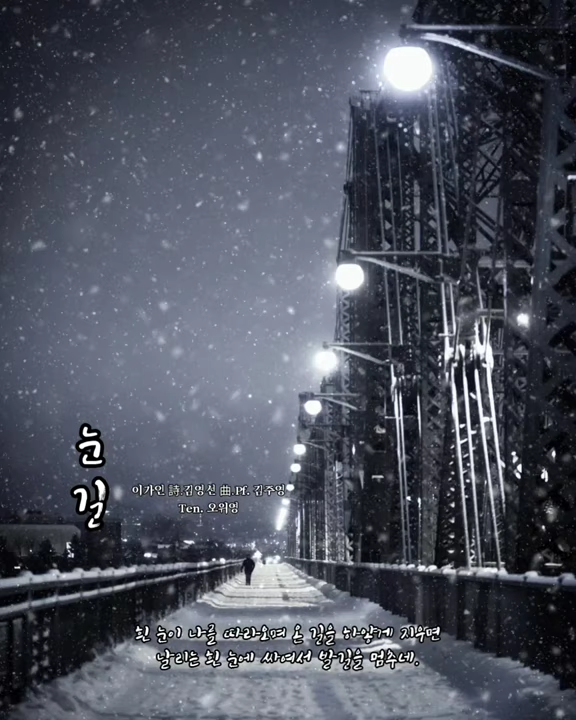 눈
길
이가인 詩.김영선 曲.Pf. 김주영
Ten. 오위영
흰 눈이 나를 따라오며 온 길을 하얗게 지우면
날리는 흰 눈에 싸여서 발길을 멈추네.